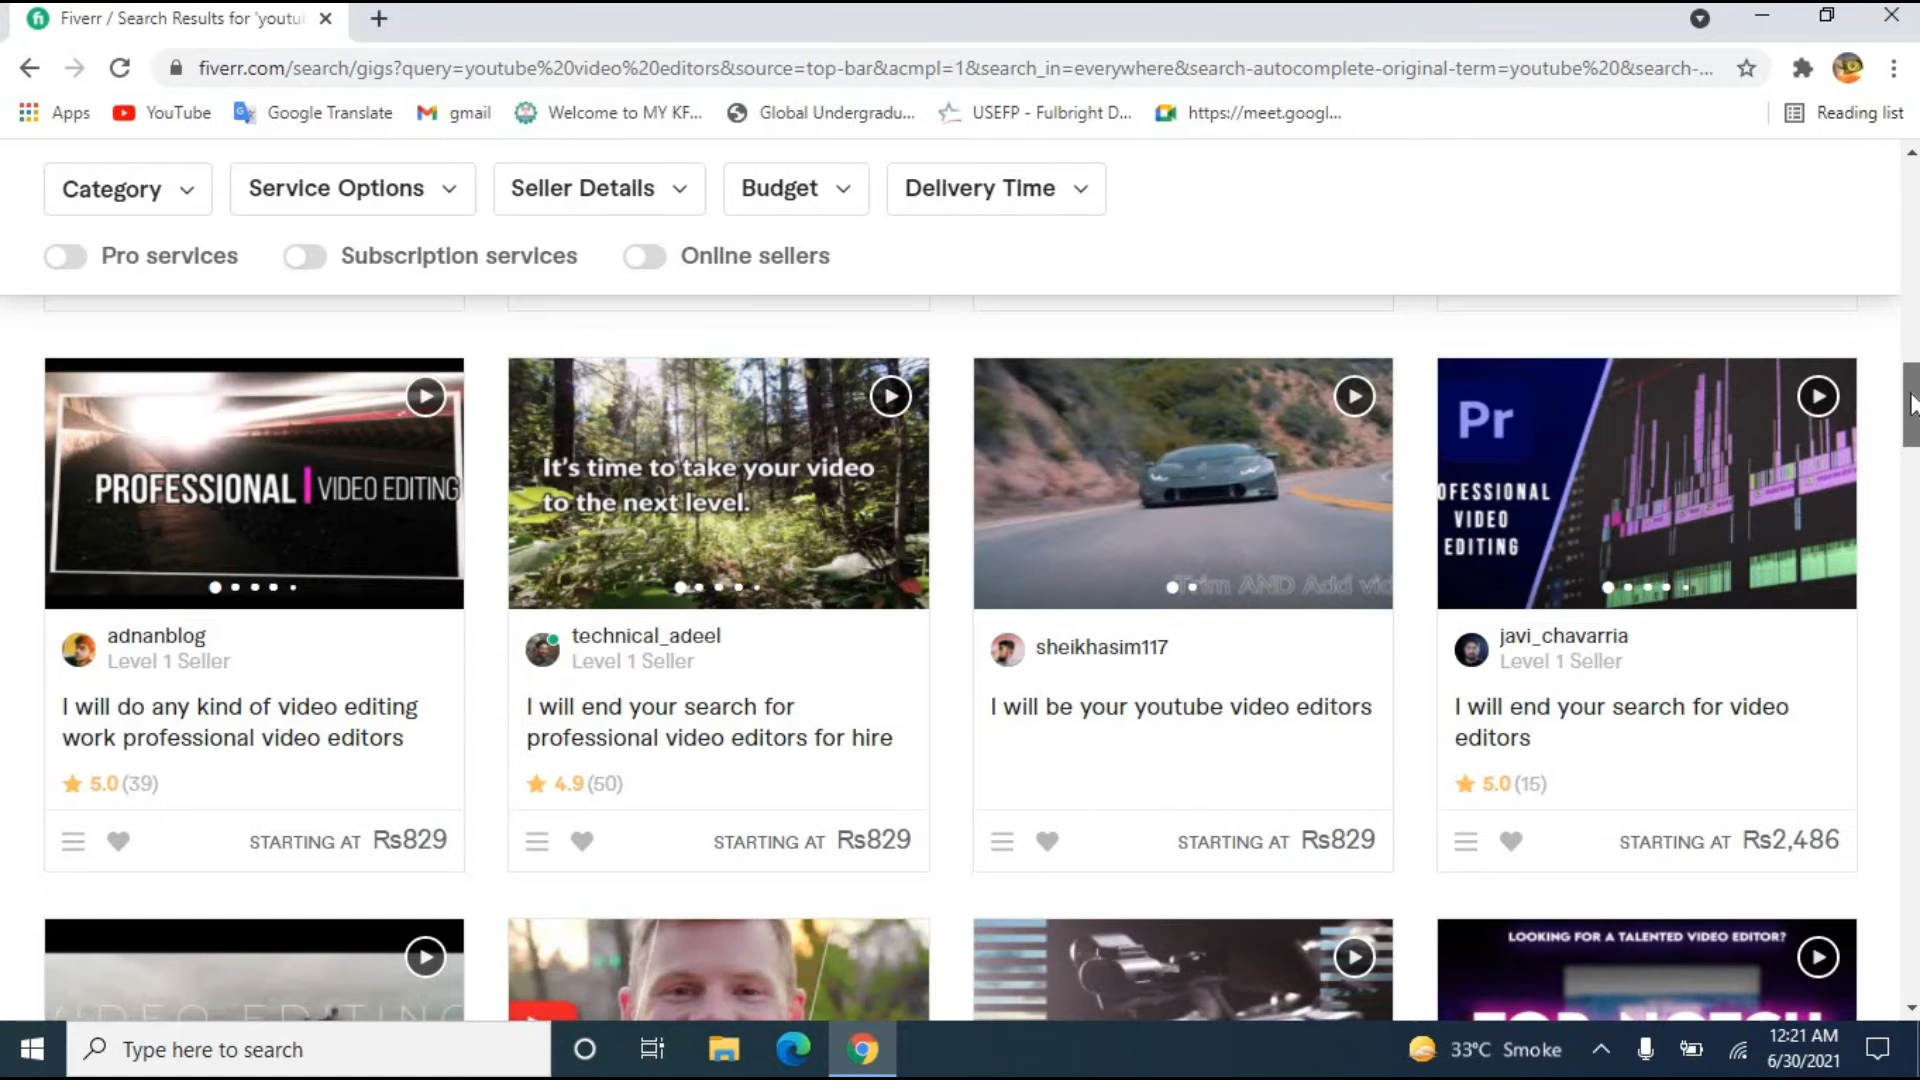 Fiverr / Search Results for 'youtu
fiverr.com/search/gigs?query=youtube%20video%20editors&source=top-bar&acmpl=1&search_in=everywhere&search-autocomplete-original-term=youtube%20&search-...
Apps YouTube Google Translate gmail Welcome to MY KF... Global Undergradu... USEFP - Fulbright D... https://meet.googl... Reading list
Category Service Options Seller Details Budget Delivery Time
Pro services Subscription services Online sellers
PROFESSIONAL VIDEO EDITING
It's time to take your video
to the next level.
Trim AND Add vid
Pr
OFESSIONAL
VIDEO
EDITING
adnanblog
Level 1 Seller
I will do any kind of video editing
work professional video editors
5.0 (39)
STARTING AT Rs829
technical_adeel
Level 1 Seller
I will end your search for
professional video editors for hire
4.9 (50)
STARTING AT Rs829
sheikhasim117
I will be your youtube video editors
STARTING AT Rs829
javi_chavarria
Level 1 Seller
I will end your search for video
editors
5.0 (15)
STARTING AT Rs2,486
VIDEO EDITING
LOOKING FOR A TALENTED VIDEO EDITOR?
TOP-NOTCH
Type here to search
33°C Smoke
12:21 AM
6/30/2021